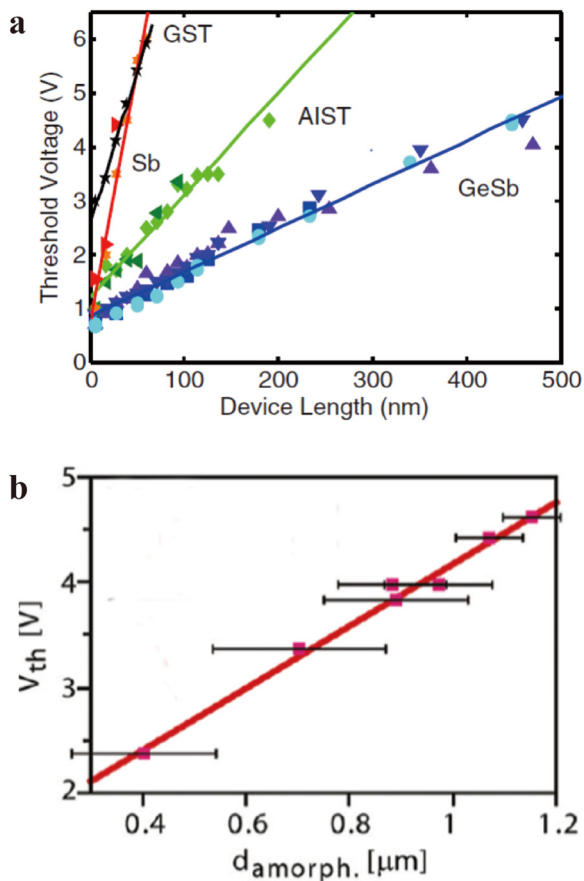 a
6
5
4
3
2
1
0
Threshold Voltage (V)
GST
Sb
AIST
GeSb
0
100
200
300
400
500
Device Length (nm)
b
5
4
3
2
V_th [V]
0.4
0.6
0.8
1
1.2
d_amorph. [µm]